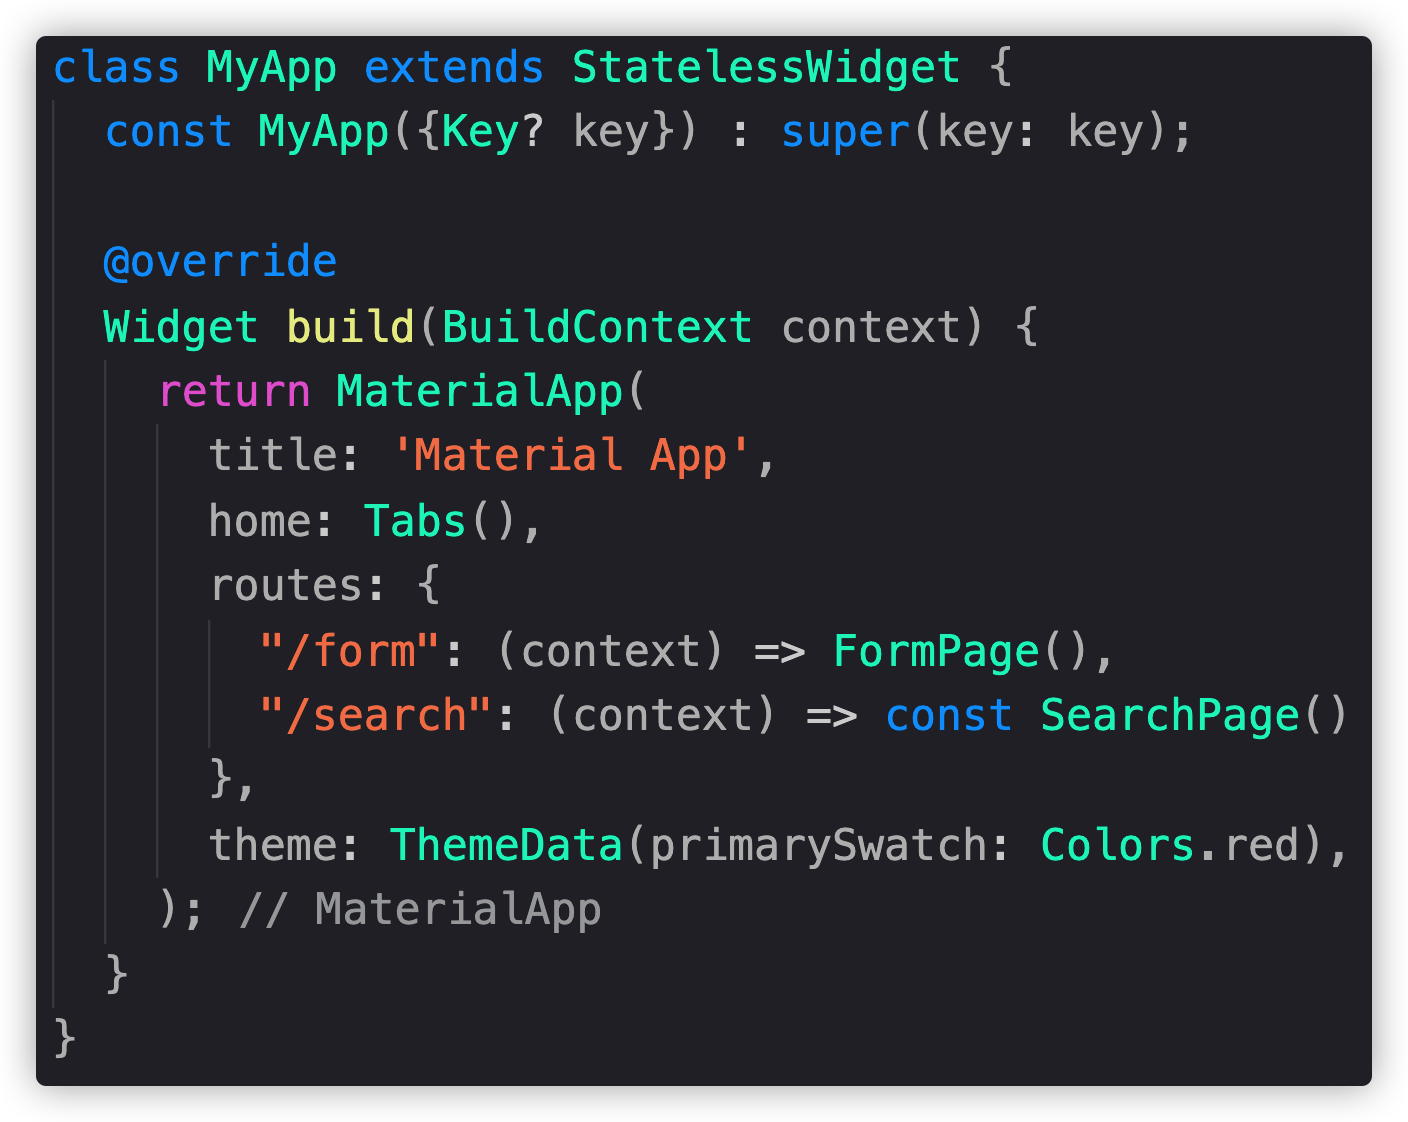 class MyApp extends StatelessWidget {
  const MyApp({Key? key}) : super(key: key);

  @override
  Widget build(BuildContext context) {
    return MaterialApp(
      title: 'Material App',
      home: Tabs(),
      routes: {
        "/form": (context) => FormPage(),
        "/search": (context) => const SearchPage()
      },
      theme: ThemeData(primarySwatch: Colors.red),
    ); // MaterialApp
  }
}